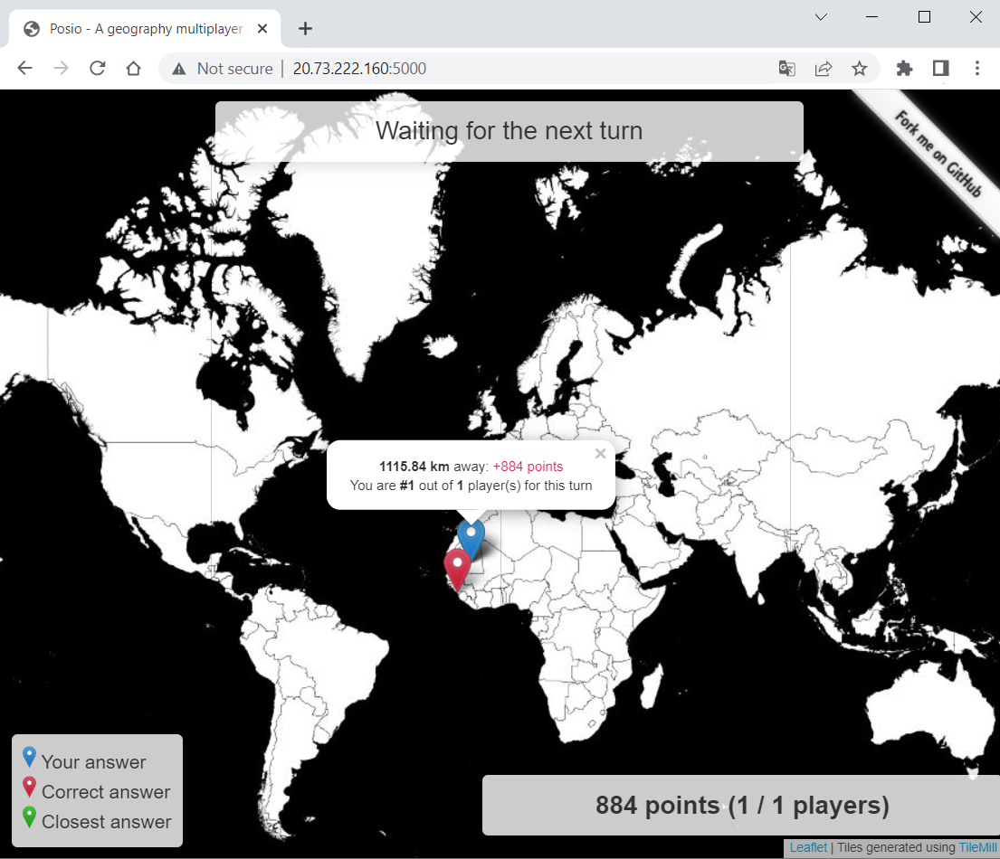 Posio - A geography multiplayer
Not secure | 20.73.222.160:5000
Waiting for the next turn
Fork me on GitHub
1115.84 km away: +884 points
You are #1 out of 1 player(s) for this turn
Your answer
Correct answer
Closest answer
884 points (1 / 1 players)
Leaflet | Tiles generated using TileMill